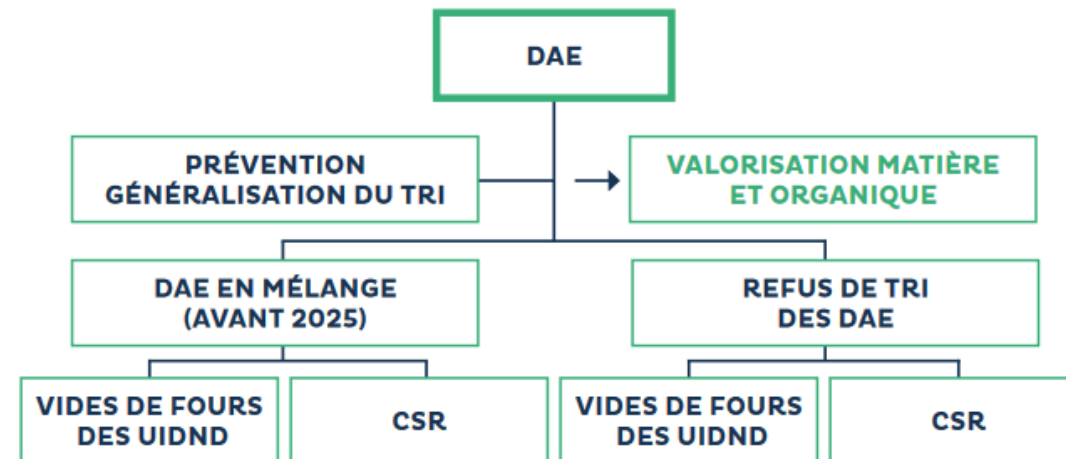 DAE
PRÉVENTION
GÉNÉRALISATION DU TRI
VALORISATION MATIÈRE
ET ORGANIQUE
DAE EN MÉLANGE
(AVANT 2025)
REFUS DE TRI
DES DAE
VIDES DE FOURS
DES UIDND
CSR
VIDES DE FOURS
DES UIDND
CSR